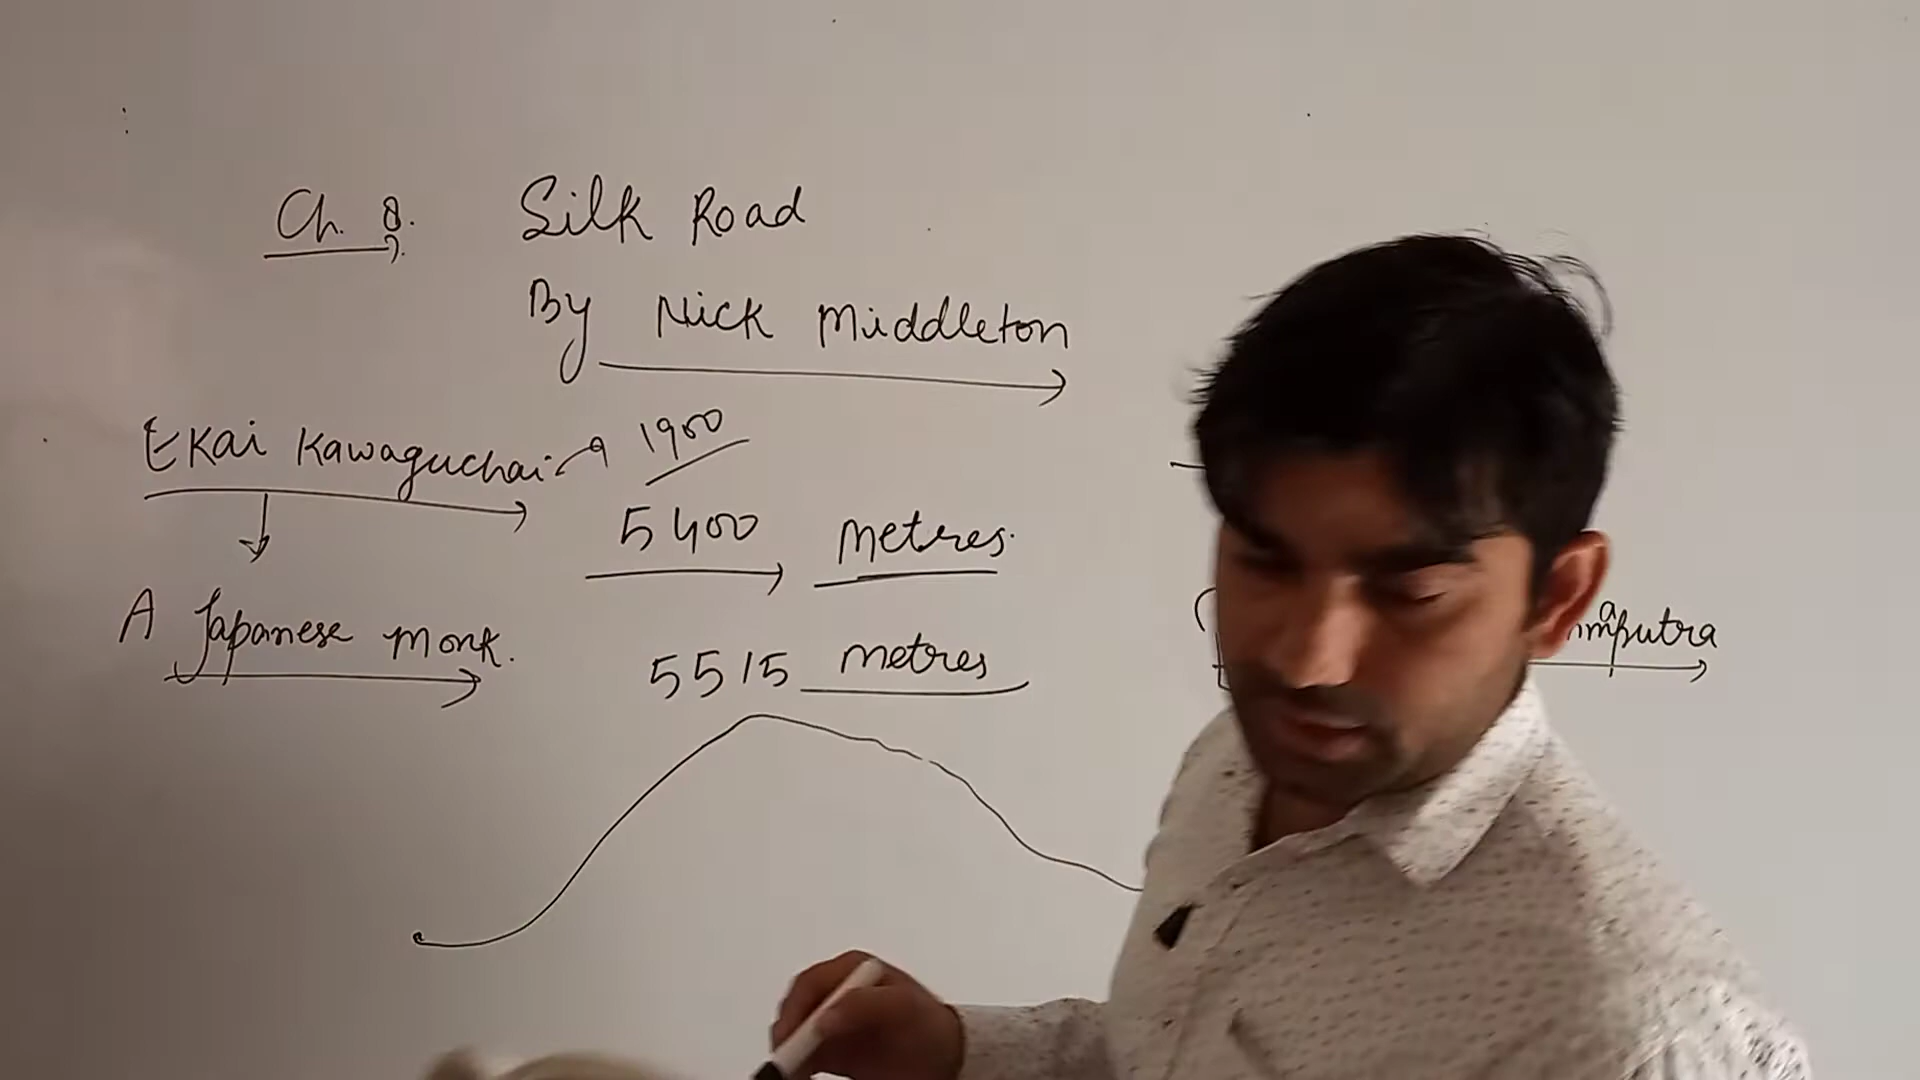 Ch. 8. Silk Road
By Nick Middleton
Ekai Kawaguchai 1900
5400 metres.
A Japanese monk.
5515 metres